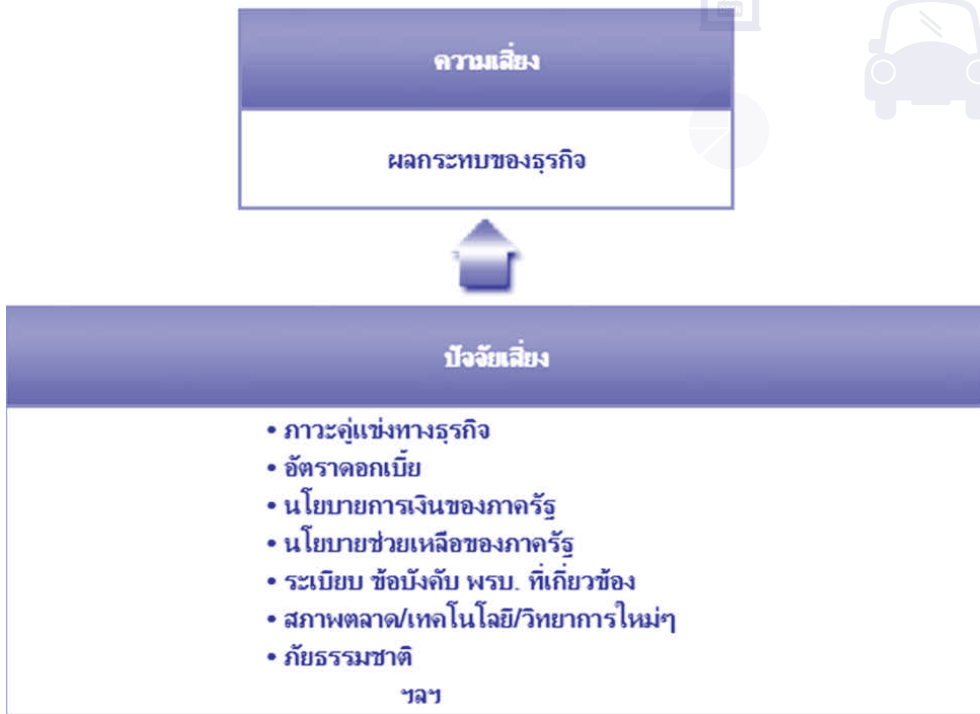 ความเสี่ยง
ผลกระทบของธุรกิจ
ปัจจัยเสี่ยง
• ภาวะคู่แข่งทางธุรกิจ
• อัตราดอกเบี้ย
• นโยบายการเงินของภาครัฐ
• นโยบายช่วยเหลือของภาครัฐ
• ระเบียบ ข้อบังคับ พรบ. ที่เกี่ยวข้อง
• สภาพตลาด/เทคโนโลยี/วิทยาการใหม่ๆ
• ภัยธรรมชาติ
ฯลฯ